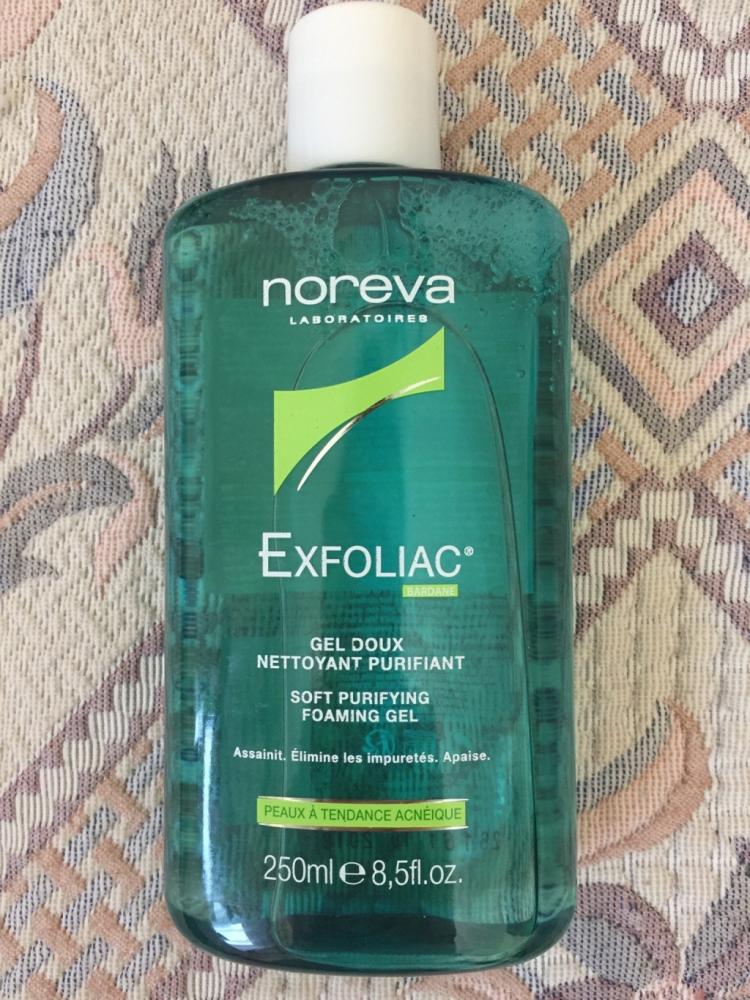 noreva
LABORATOIRES
EXFOLIAC®
BARDANE
GEL DOUX
NETTOYANT PURIFIANT
SOFT PURIFYING
FOAMING GEL
Assainit. Élimine les impuretés. Apaise.
PEAUX À TENDANCE ACNÉIQUE
250ml e 8,5fl.oz.